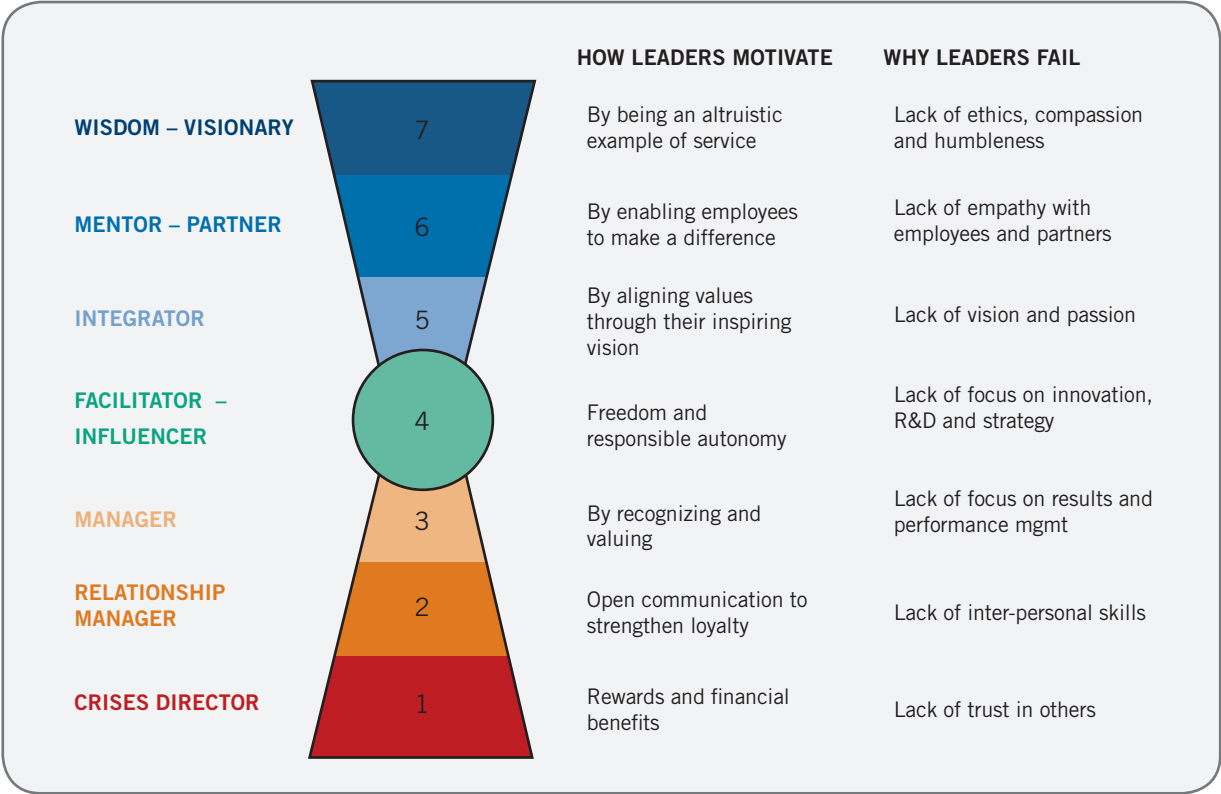 HOW LEADERS MOTIVATE
WHY LEADERS FAIL
WISDOM – VISIONARY
7
By being an altruistic
example of service
Lack of ethics, compassion
and humbleness
MENTOR – PARTNER
6
By enabling employees
to make a difference
Lack of empathy with
employees and partners
INTEGRATOR
5
By aligning values
through their inspiring
vision
Lack of vision and passion
FACILITATOR –
INFLUENCER
4
Freedom and
responsible autonomy
Lack of focus on innovation,
R&D and strategy
MANAGER
3
By recognizing and
valuing
Lack of focus on results and
performance mgmt
RELATIONSHIP
MANAGER
2
Open communication to
strengthen loyalty
Lack of inter-personal skills
CRISES DIRECTOR
1
Rewards and financial
benefits
Lack of trust in others